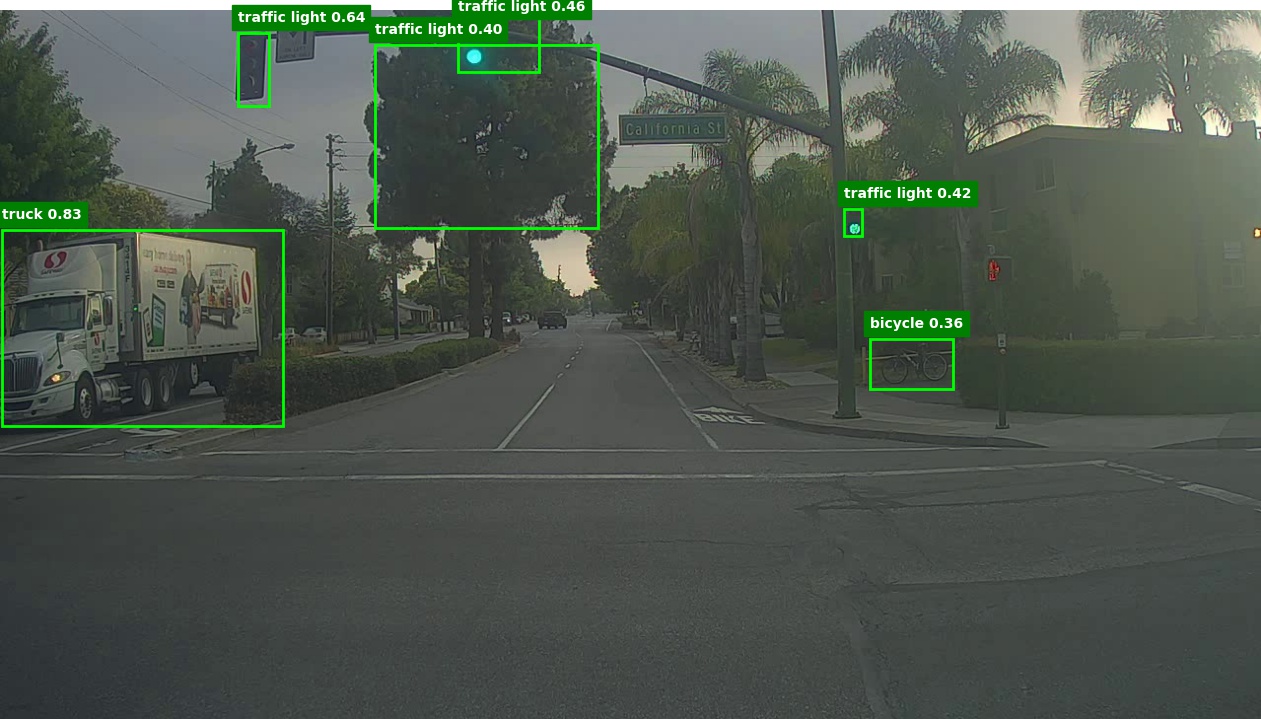 traffic light 0.46
traffic light 0.64
traffic light 0.40
California St
traffic light 0.42
truck 0.83
bicycle 0.36
BIKE